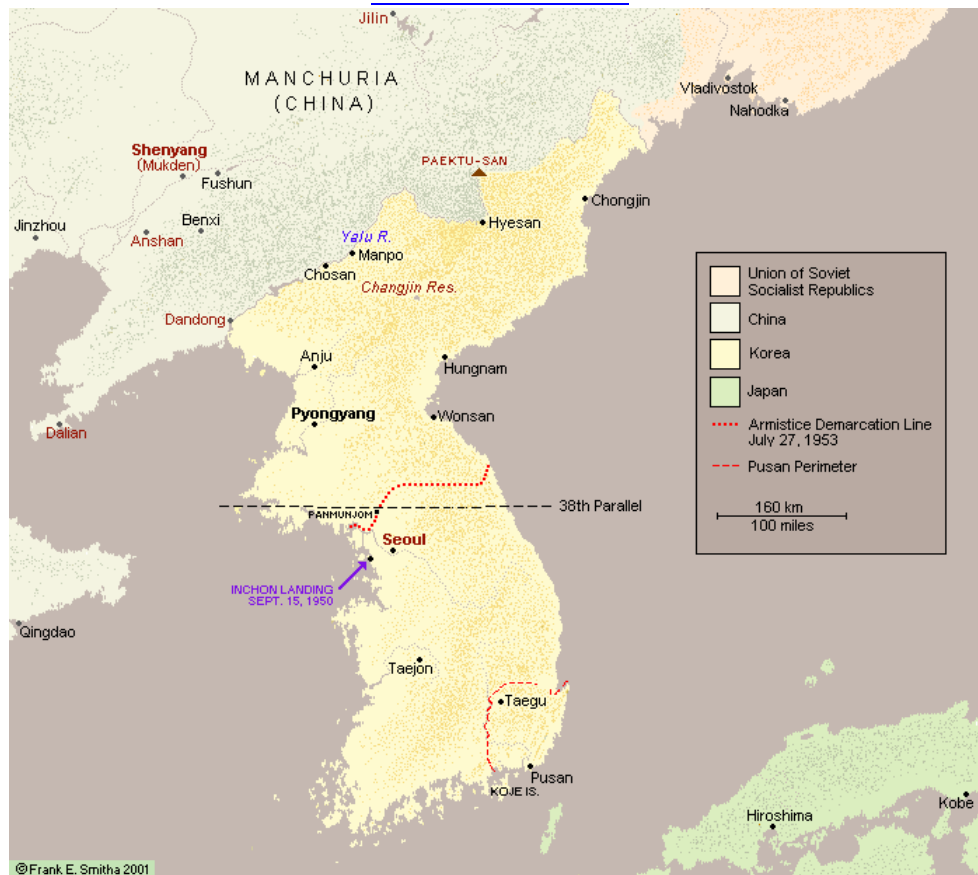 Jilin
MANCHURIA
(CHINA)
Vladivostok
Nahodka
Shenyang
(Mukden)
Fushun
PAEKTU-SAN
Chongjin
Jinzhou
Benxi
Anshan
Hyesan
Yalu R.
Manpo
Chosan
Changjin Res.
Dandong
Anju
Hungnam
Pyongyang
Wonsan
Dalian
38th Parallel
PANMUNJOM
Seoul
INCHON LANDING
SEPT. 15, 1950
Qingdao
Taejon
Taegu
Pusan
KOJE IS.
Hiroshima
Kobe
Union of Soviet
Socialist Republics
China
Korea
Japan
Armistice Demarcation Line
July 27, 1953
Pusan Perimeter
160 km
100 miles
©Frank E. Smitha 2001